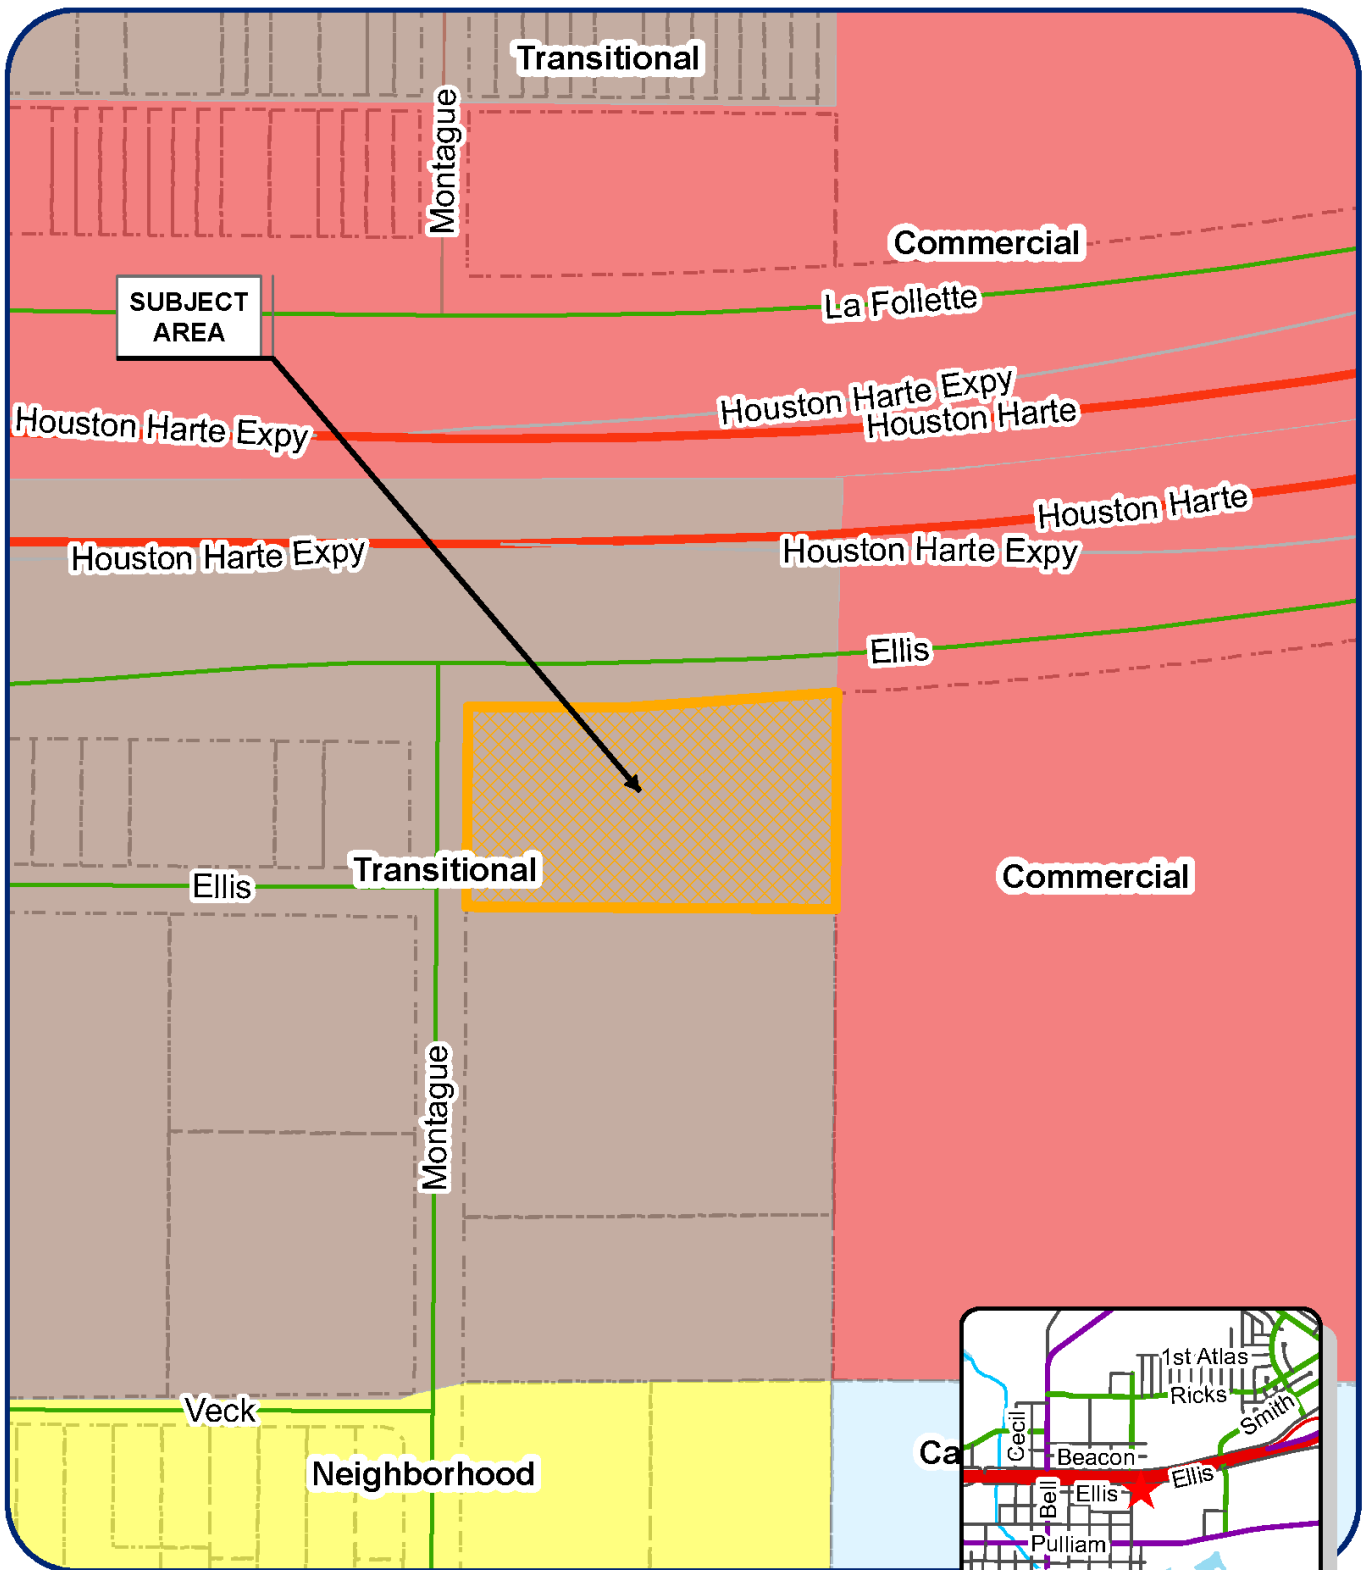 Transitional
Montague
Commercial
La Follette
SUBJECT
AREA
Houston Harte Expy
Houston Harte
Houston Harte Expy
Houston Harte
Houston Harte Expy
Houston Harte Expy
Ellis
Transitional
Ellis
Commercial
Montague
Veck
Neighborhood
Ca
1st Atlas
Ricks
Smith
Cecil
Beacon
Ellis
Bell
Ellis
Pulliam